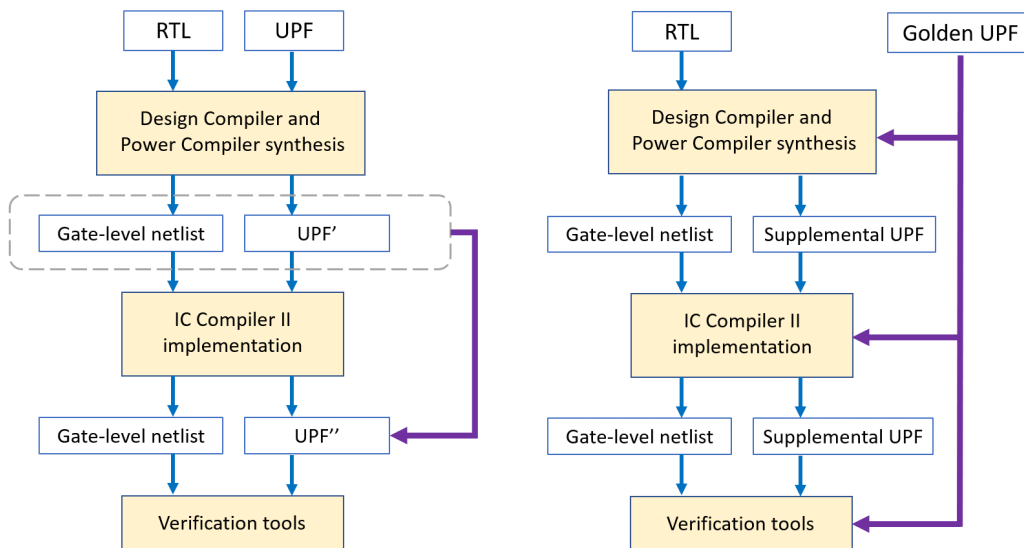 RTL
UPF
Design Compiler and
Power Compiler synthesis
Gate-level netlist
UPF’
IC Compiler II
implementation
Gate-level netlist
UPF’’
Verification tools
RTL
Golden UPF
Design Compiler and
Power Compiler synthesis
Gate-level netlist
Supplemental UPF
IC Compiler II
implementation
Gate-level netlist
Supplemental UPF
Verification tools